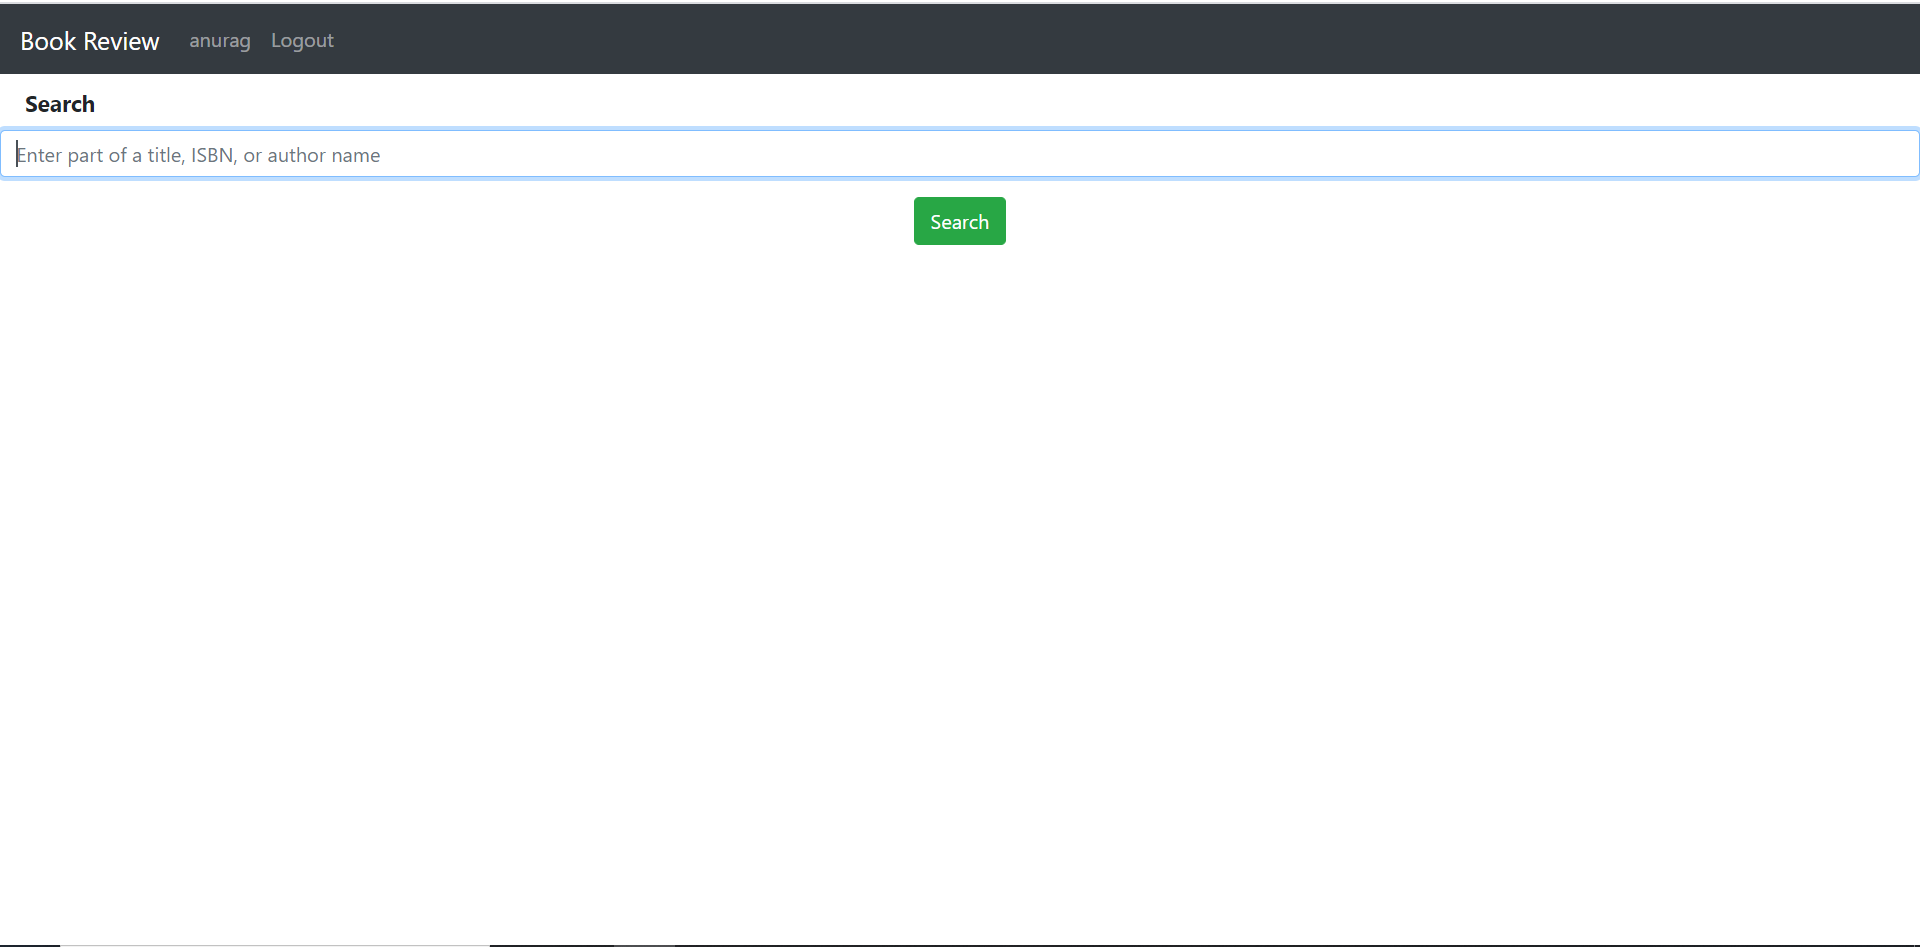 Book Review anurag Logout
Search
Enter part of a title, ISBN, or author name
Search